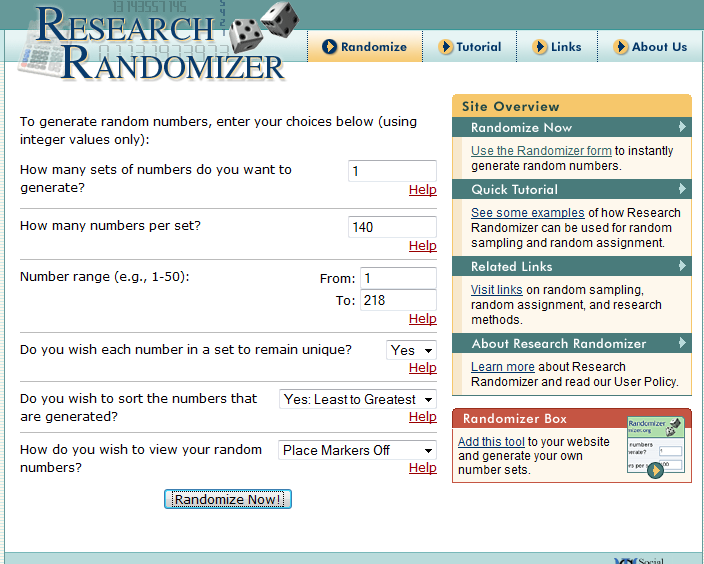 RESEARCH
RANDOMIZER
Randomize
Tutorial
Links
About Us
To generate random numbers, enter your choices below (using
integer values only):
How many sets of numbers do you want to
generate?
1
Help
How many numbers per set?
140
Help
Number range (e.g., 1-50):
From: 1
To: 218
Help
Do you wish each number in a set to remain unique?
Yes
Help
Do you wish to sort the numbers that
are generated?
Yes: Least to Greatest
Help
How do you wish to view your random
numbers?
Place Markers Off
Help
Randomize Now!
Site Overview
Randomize Now
Use the Randomizer form to instantly
generate random numbers.
Quick Tutorial
See some examples of how Research
Randomizer can be used for random
sampling and random assignment.
Related Links
Visit links on random sampling,
random assignment, and research
methods.
About Research Randomizer
Learn more about Research
Randomizer and read our User Policy.
Randomizer Box
Add this tool to your website
and generate your own
number sets.
Randomizer
numbers
Social